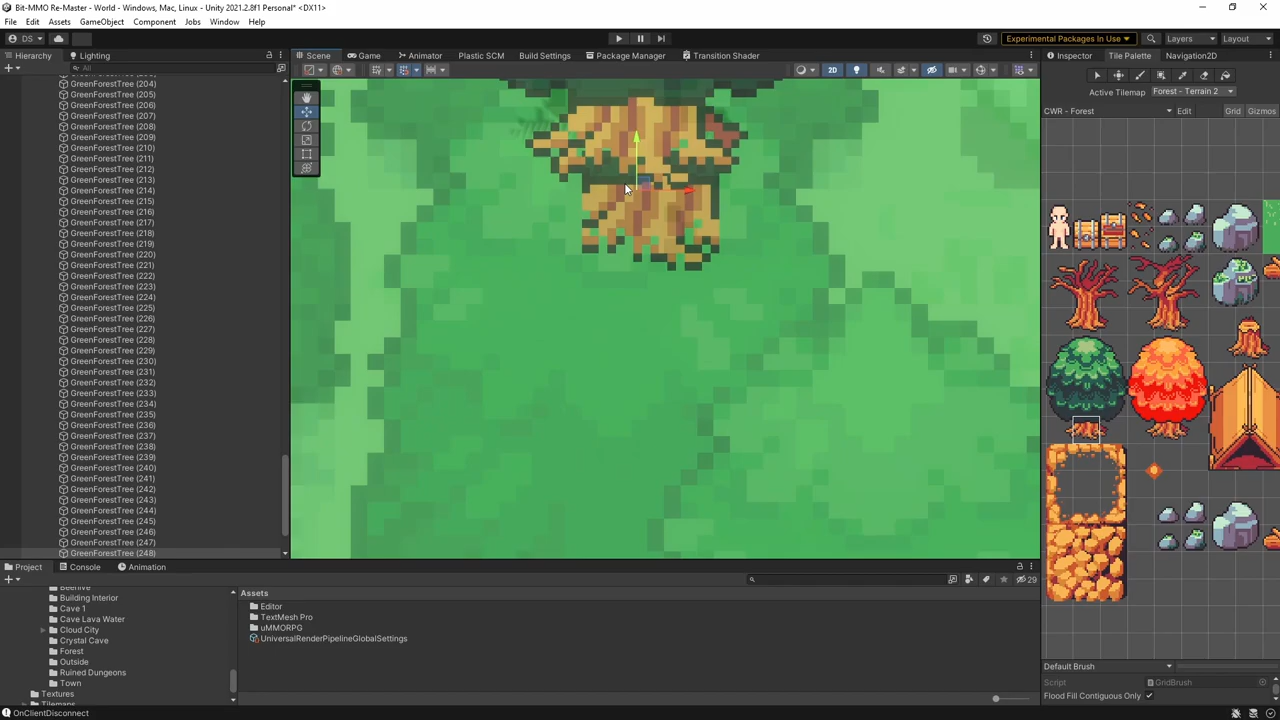 Bit-MMO Re-Master - World - Windows, Mac, Linux - Unity 2021.2.8f1 Personal* <DX11>
File Edit Assets GameObject Component Jobs Window Help
DS Experimental Packages In Use Layers Layout
Hierarchy Lighting Scene Game Animator Plastic SCM Build Settings Package Manager Transition Shader Inspector Tile Palette Navigation2D
All 2D
Active Tilemap Forest - Terrain 2
CWR - Forest Edit Grid Gizmos
GreenForestTree (204)
GreenForestTree (205)
GreenForestTree (206)
GreenForestTree (207)
GreenForestTree (208)
GreenForestTree (209)
GreenForestTree (210)
GreenForestTree (211)
GreenForestTree (212)
GreenForestTree (213)
GreenForestTree (214)
GreenForestTree (215)
GreenForestTree (216)
GreenForestTree (217)
GreenForestTree (218)
GreenForestTree (219)
GreenForestTree (220)
GreenForestTree (221)
GreenForestTree (222)
GreenForestTree (223)
GreenForestTree (224)
GreenForestTree (225)
GreenForestTree (226)
GreenForestTree (227)
GreenForestTree (228)
GreenForestTree (229)
GreenForestTree (230)
GreenForestTree (231)
GreenForestTree (232)
GreenForestTree (233)
GreenForestTree (234)
GreenForestTree (235)
GreenForestTree (236)
GreenForestTree (237)
GreenForestTree (238)
GreenForestTree (239)
GreenForestTree (240)
GreenForestTree (241)
GreenForestTree (242)
GreenForestTree (243)
GreenForestTree (244)
GreenForestTree (245)
GreenForestTree (246)
GreenForestTree (247)
GreenForestTree (248)
Project Console Animation
29
Beehive
Building Interior
Cave 1
Cave Lava Water
Cloud City
Crystal Cave
Forest
Outside
Ruined Dungeons
Town
Textures
Tilemaps
Assets
Editor
TextMesh Pro
uMMORPG
UniversalRenderPipelineGlobalSettings
Default Brush
Script GridBrush
Flood Fill Contiguous Only
OnClientDisconnect